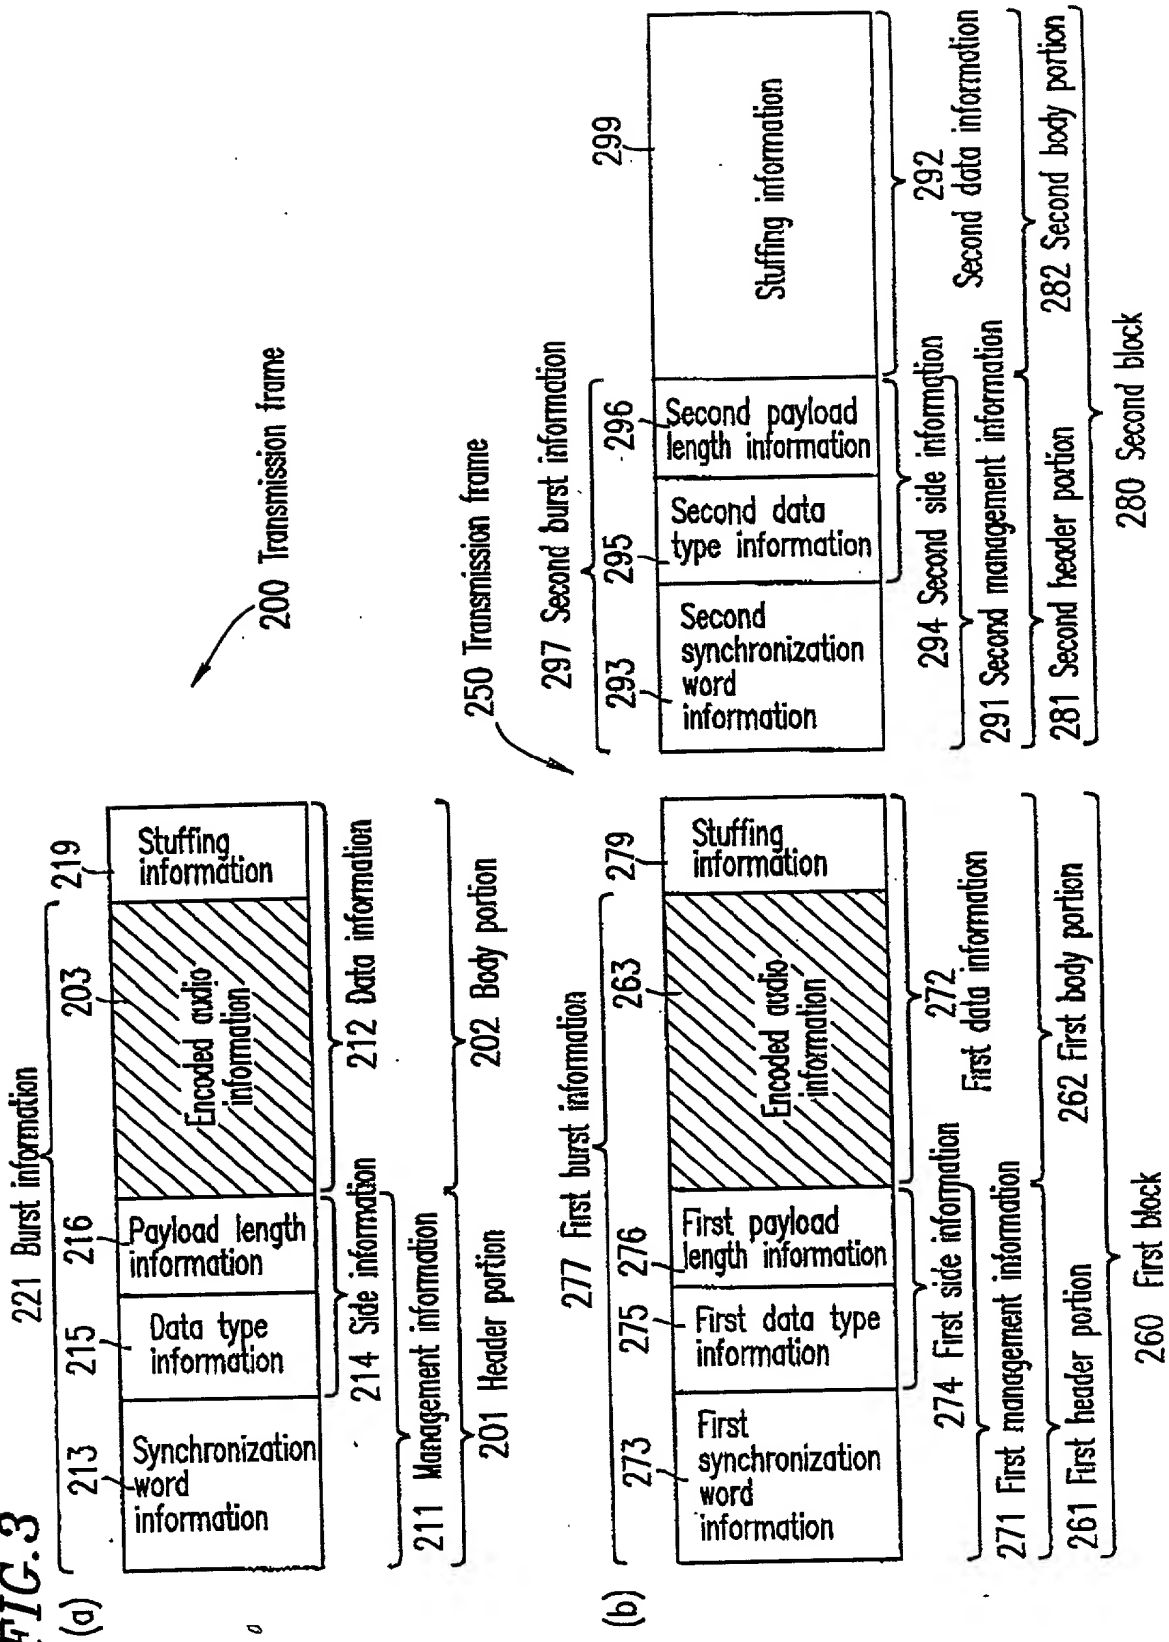 FIG.3
(a)
221 Burst information
213
215
216
203
219
Synchronization
word
information
Data type
information
Payload length
information
Encoded audio
information
Stuffing
information
214 Side information
212 Data information
211 Management information
201 Header portion
202 Body portion
200 Transmission frame
(b)
250 Transmission frame
277 First burst information
273
275
276
263
279
First
synchronization
word
information
First data type
information
First payload
length information
Encoded audio
information
Stuffing
information
274 First side information
272
First data information
271 First management information
261 First header portion
262 First body portion
260 First block
297 Second burst information
293
295
296
299
Second
synchronization
word
information
Second data
type information
Second payload
length information
Stuffing information
294 Second side information
292
Second data information
291 Second management information
281 Second header portion
282 Second body portion
280 Second block